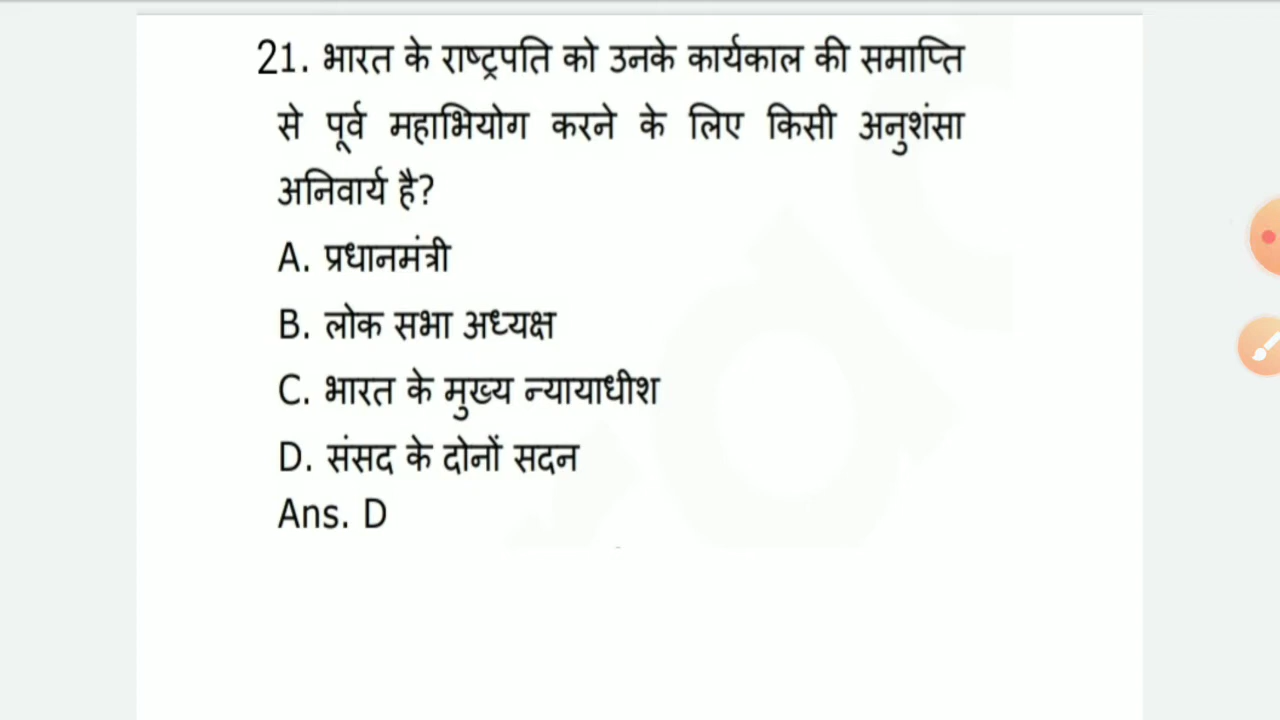 21. भारत के राष्ट्रपति को उनके कार्यकाल की समाप्ति
से पूर्व महाभियोग करने के लिए किसी अनुशंसा
अनिवार्य है?
A. प्रधानमंत्री
B. लोक सभा अध्यक्ष
C. भारत के मुख्य न्यायाधीश
D. संसद के दोनों सदन
Ans. D